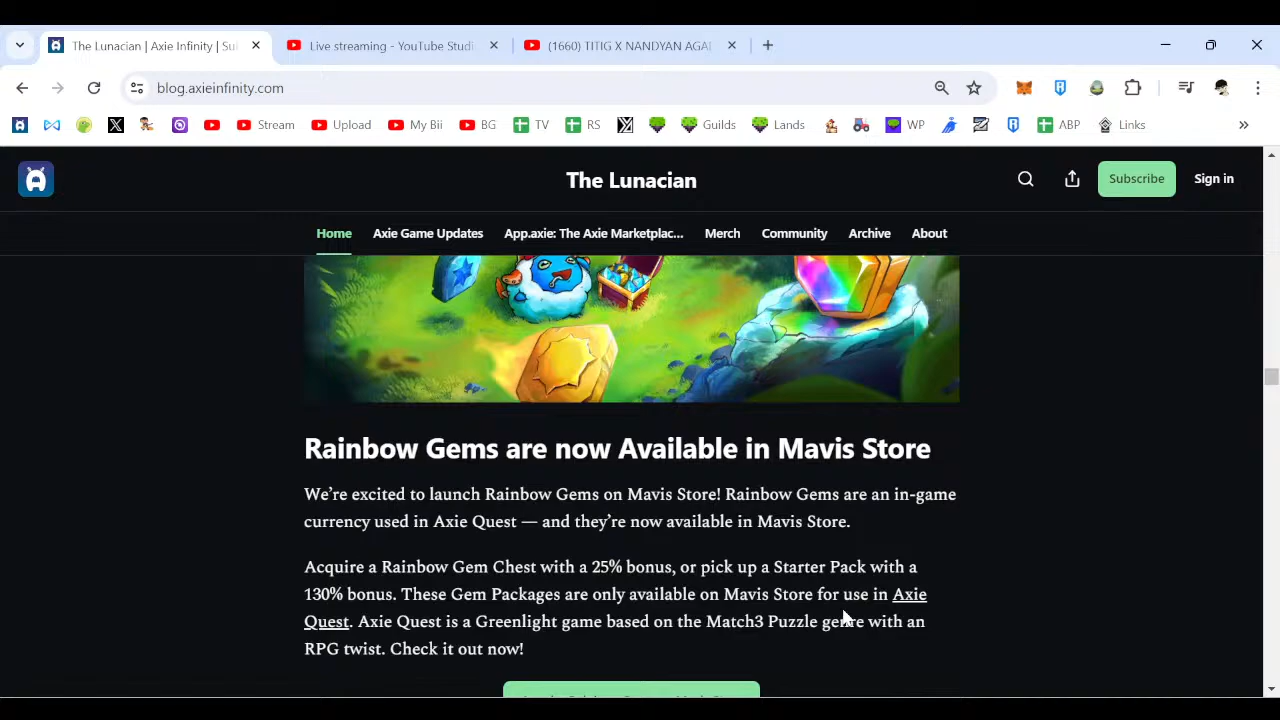 The Lunacian | Axie Infinity | Su
Live streaming - YouTube Studi
(1660) TITIG X NANDYAN AGA
blog.axieinfinity.com
Stream
Upload
My Bii
BG
TV
RS
Guilds
Lands
WP
ABP
Links
The Lunacian
Subscribe
Sign in
Home
Axie Game Updates
App.axie: The Axie Marketplac...
Merch
Community
Archive
About
Rainbow Gems are now Available in Mavis Store
We’re excited to launch Rainbow Gems on Mavis Store! Rainbow Gems are an in-game
currency used in Axie Quest — and they’re now available in Mavis Store.
Acquire a Rainbow Gem Chest with a 25% bonus, or pick up a Starter Pack with a
130% bonus. These Gem Packages are only available on Mavis Store for use in Axie
Quest. Axie Quest is a Greenlight game based on the Match3 Puzzle genre with an
RPG twist. Check it out now!